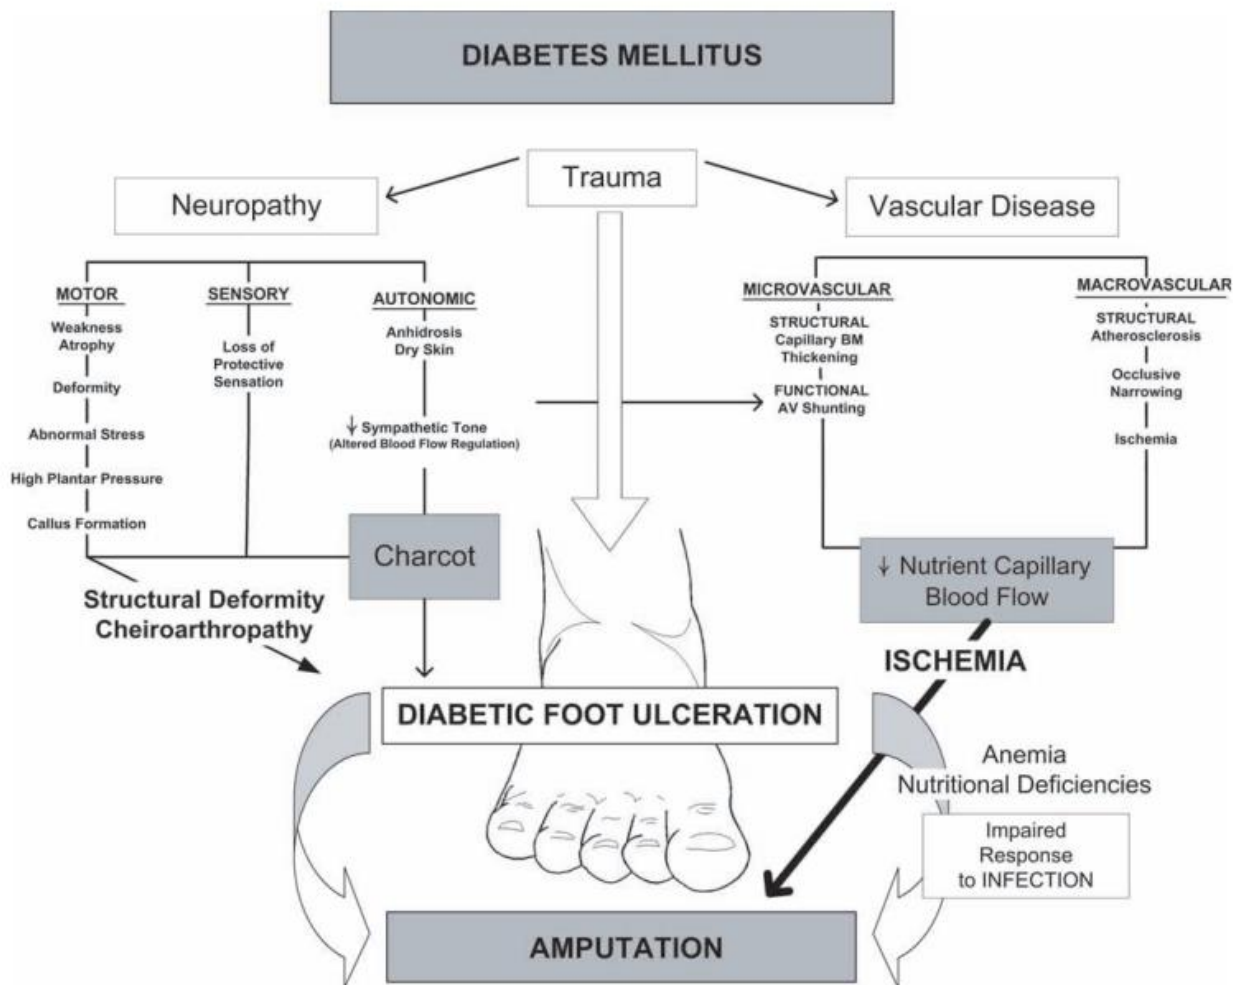 DIABETES MELLITUS
Trauma
Neuropathy
Vascular Disease
MOTOR
Weakness
Atrophy
Deformity
Abnormal Stress
High Plantar Pressure
Callus Formation
SENSORY
Loss of
Protective
Sensation
AUTONOMIC
Anhidrosis
Dry Skin
↓ Sympathetic Tone
(Altered Blood Flow Regulation)
MICROVASCULAR
STRUCTURAL
Capillary BM
Thickening
FUNCTIONAL
AV Shunting
MACROVASCULAR
STRUCTURAL
Atherosclerosis
Occlusive
Narrowing
Ischemia
Charcot
Structural Deformity
Cheiroarthropathy
↓ Nutrient Capillary
Blood Flow
ISCHEMIA
DIABETIC FOOT ULCERATION
Anemia
Nutritional Deficiencies
Impaired
Response
to INFECTION
AMPUTATION